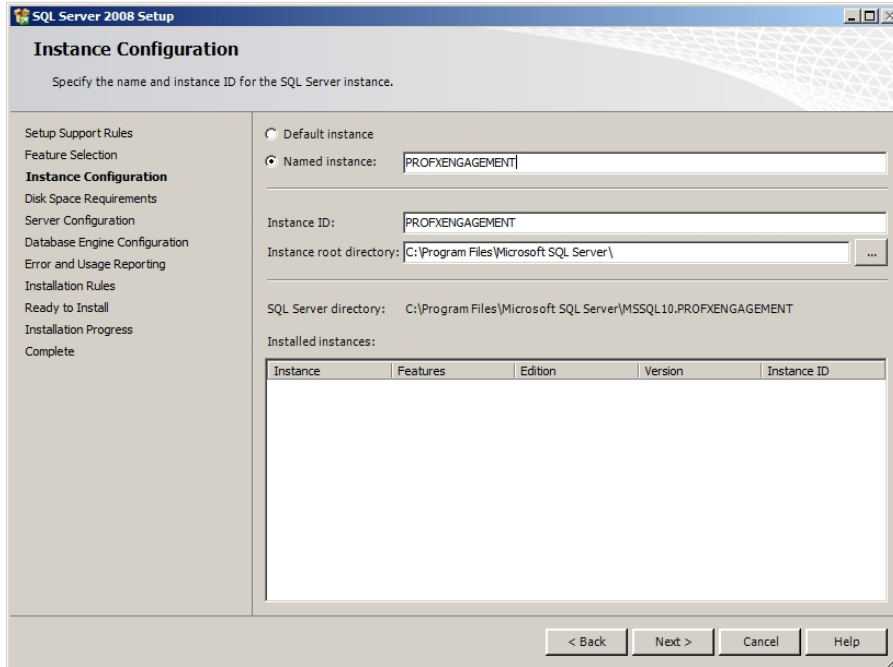 SQL Server 2008 Setup
Instance Configuration
Specify the name and instance ID for the SQL Server instance.
Setup Support Rules
Feature Selection
Instance Configuration
Disk Space Requirements
Server Configuration
Database Engine Configuration
Error and Usage Reporting
Installation Rules
Ready to Install
Installation Progress
Complete
Default instance
Named instance: PROFXENGAGEMENT
Instance ID: PROFXENGAGEMENT
Instance root directory: C:\Program Files\Microsoft SQL Server\ ...
SQL Server directory: C:\Program Files\Microsoft SQL Server\MSSQL10.PROFXENGAGEMENT
Installed instances:
Instance Features Edition Version Instance ID
< Back Next > Cancel Help